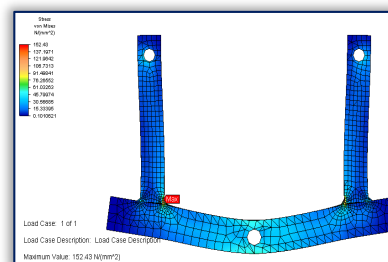 Stress
von Mises
N/(mm^2)
152.43
137.1971
121.9642
106.7313
91.49841
76.26552
61.03263
45.79974
30.56685
15.33395
0.1010621
Max
Load Case: 1 of 1
Load Case Description: Load Case Description
Maximum Value: 152.43 N/(mm^2)